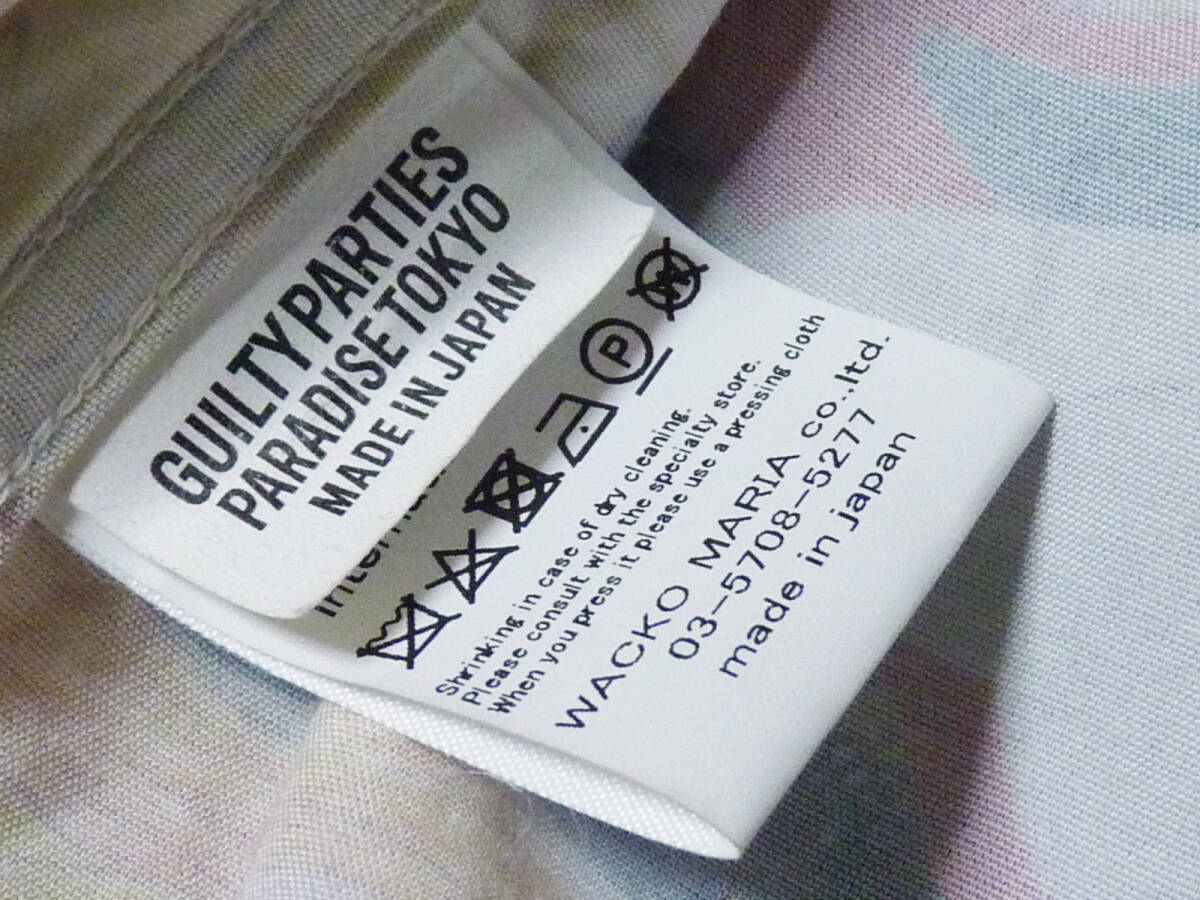 GUILTY PARTIES
PARADISE TOKYO
MADE IN JAPAN
P
W
Shrinking in case of dry cleaning.
Please consult with the specialty store.
When you press it please use a pressing cloth
WACKO MARIA co.,ltd.
03-5708-5277
made in japan